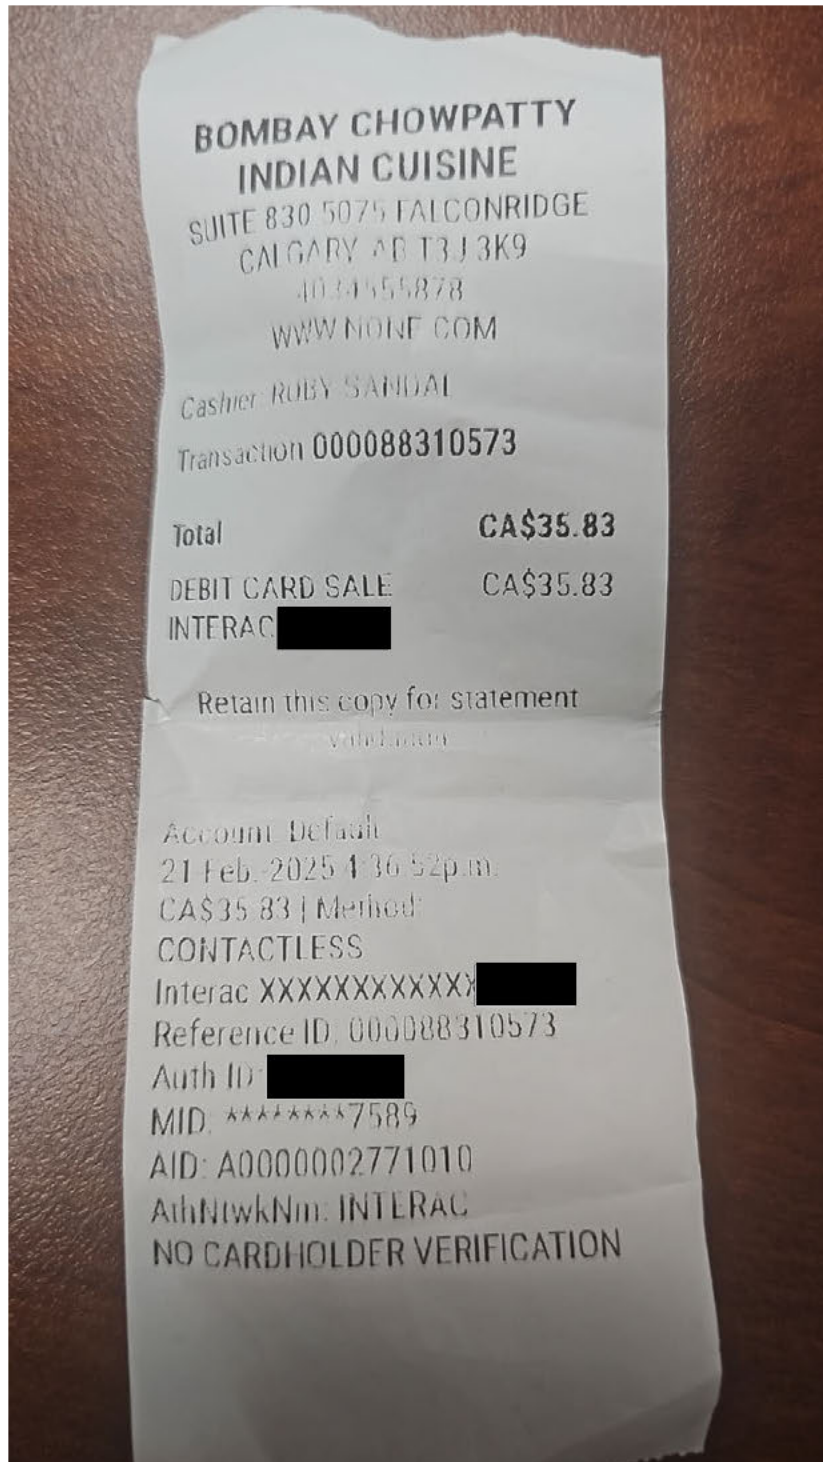 BOMBAY CHOWPATTY
INDIAN CUISINE
SUITE 830 5075 FALCONRIDGE
CALGARY AB T3J 3K9
4034555878
WWW.NONE.COM
Cashier: RUBY SANDAL
Transaction 000088310573
Total CA$35.83
DEBIT CARD SALE CA$35.83
INTERAC
Retain this copy for statement
validation
Account: Default
21 Feb. 2025 4:36:52p.m.
CA$35.83 | Method:
CONTACTLESS
Interac XXXXXXXXXXXX
Reference ID: 000088310573
Auth ID:
MID: ********7589
AID: A0000002771010
AthNtwkNm: INTERAC
NO CARDHOLDER VERIFICATION